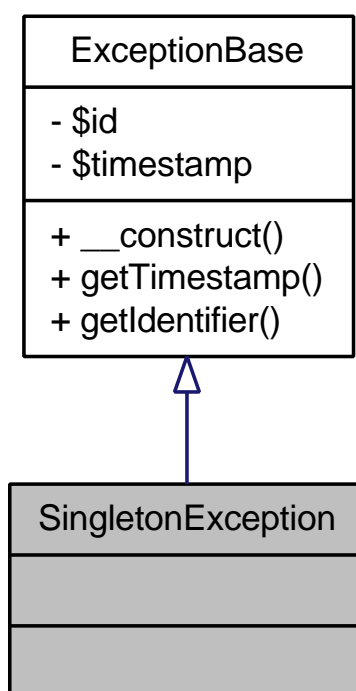 ExceptionBase
- $id
- $timestamp
+ __construct()
+ getTimestamp()
+ getIdentifier()
SingletonException